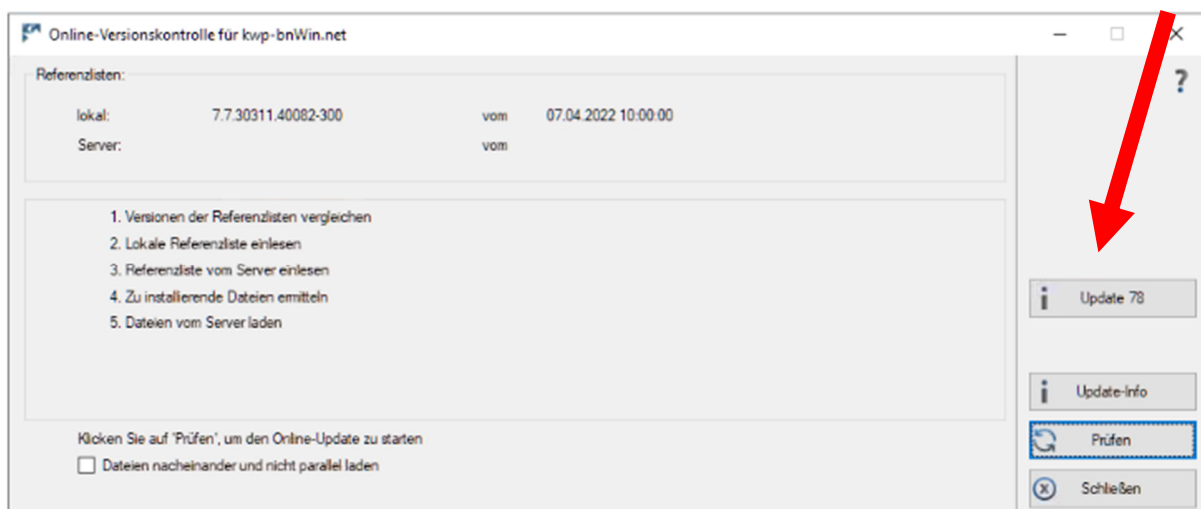 Online-Versionskontrolle für kwp-bnWin.net
?
Referenzlisten:
lokal: 7.7.30311.40082-300 vom 07.04.2022 10:00:00
Server: vom
1. Versionen der Referenzlisten vergleichen
2. Lokale Referenzliste einlesen
3. Referenzliste vom Server einlesen
4. Zu installierende Dateien ermitteln
5. Dateien vom Server laden
Update 78
Update-Info
Klicken Sie auf 'Prüfen', um den Online-Update zu starten
Prüfen
Dateien nacheinander und nicht parallel laden
Schließen